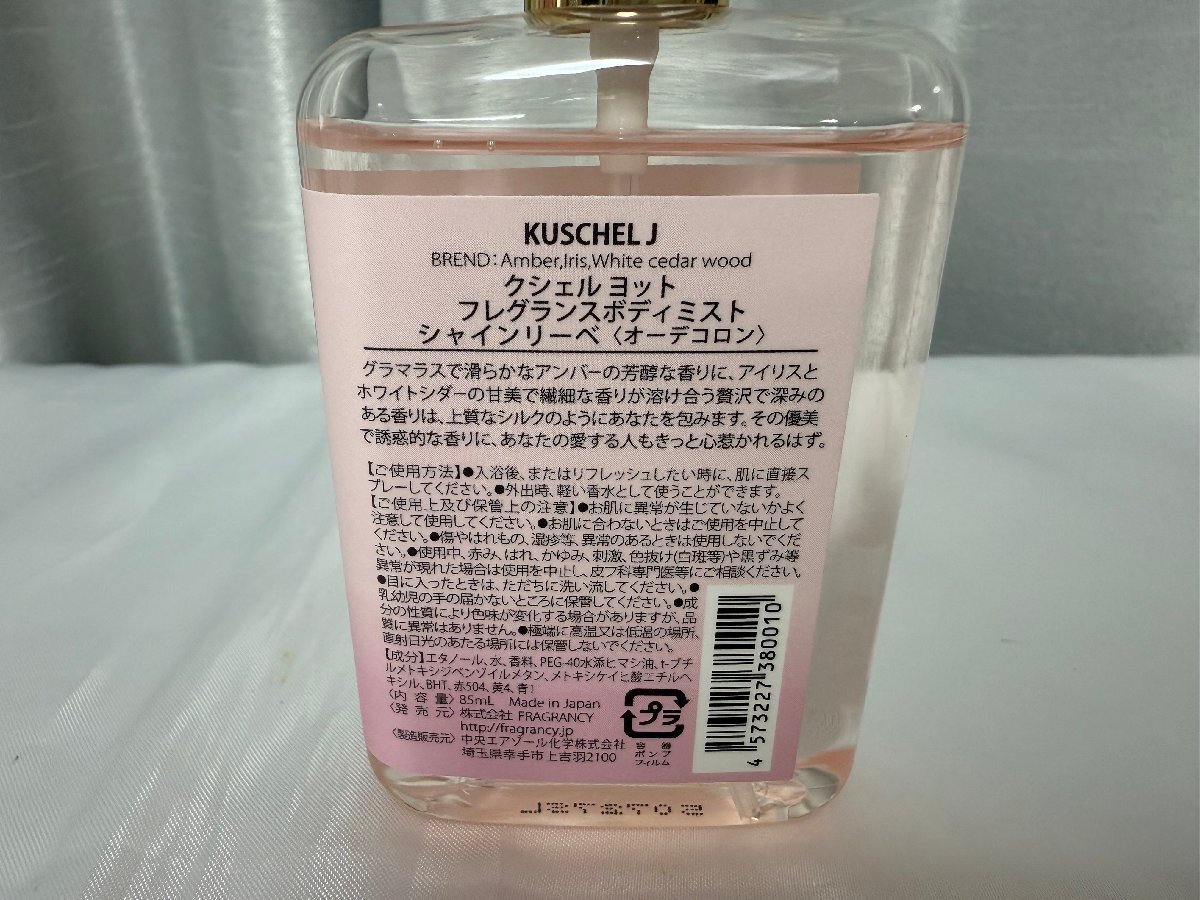 KUSCHEL J
BREND:Amber,Iris,White cedar wood
クシェル ヨット
フレグランスボディミスト
シャインリーベ〈オーデコロン〉
グラマラスで滑らかなアンバーの芳醇な香りに、アイリスと
ホワイトシダーの甘美で繊細な香りが溶け合う贅沢で深みの
ある香りは、上質なシルクのようにあなたを包みます。その優美
で誘惑的な香りに、あなたの愛する人もきっと心惹かれるはず。
【ご使用方法】●入浴後、またはリフレッシュしたい時に、肌に直接ス
プレーしてください。●外出時、軽い香水として使うことができます。
【ご使用上及び保管上の注意】●お肌に異常が生じていないかよく
注意して使用してください。●お肌に合わないときはご使用を中止して
ください。●傷やはれもの、湿疹等、異常のあるときは使用しないでくだ
さい。●使用中、赤み、はれ、かゆみ、刺激、色抜け(白斑等)や黒ずみ等
異常が現れた場合は使用を中止し、皮フ科専門医等にご相談ください。
●目に入ったときは、ただちに洗い流してください。●
乳幼児の手の届かないところに保管してください。●成
分の性質により色味が変化する場合がありますが、品
質に異常はありません。●極端に高温又は低温の場所、
直射日光のあたる場所には保管しないでください。
【成分】エタノール、水、香料、PEG-40水添ヒマシ油、t-ブチ
ルメトキシジベンゾイルメタン、メトキシケイヒ酸エチルヘ
キシル、BHT、赤504、黄4、青1
〈内 容 量〉85mL Made in Japan
〈発 売 元〉株式会社 FRAGRANCY
http://fragrancy.jp
〈製造販売元〉中央エアゾール化学株式会社
埼玉県幸手市上吉羽2100
プラ
容器
ポンプ
フィルム
4 573227 380010